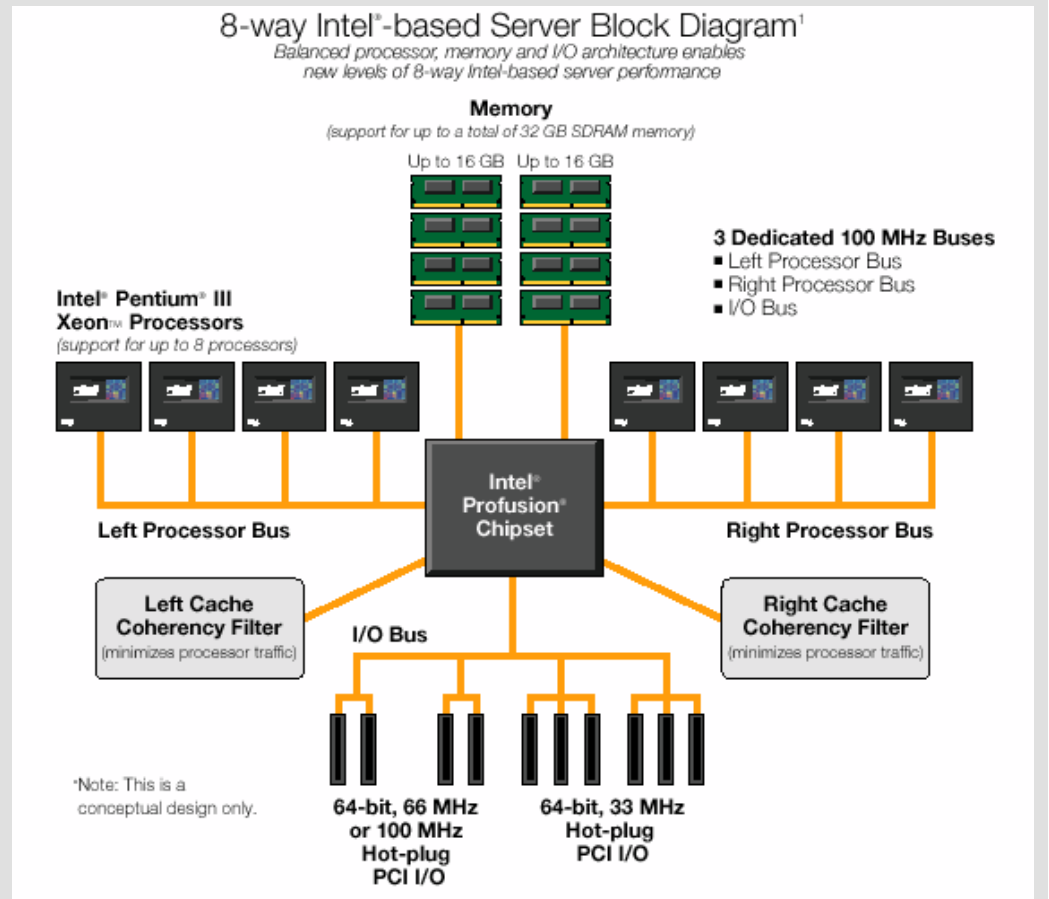 8-way Intel®-based Server Block Diagram¹
Balanced processor, memory and I/O architecture enables
new levels of 8-way Intel-based server performance
Memory
(support for up to a total of 32 GB SDRAM memory)
Up to 16 GB Up to 16 GB
3 Dedicated 100 MHz Buses
▪ Left Processor Bus
▪ Right Processor Bus
▪ I/O Bus
Intel® Pentium® III
Xeon™ Processors
(support for up to 8 processors)
Intel®
Profusion®
Chipset
Left Processor Bus
Right Processor Bus
Left Cache
Coherency Filter
(minimizes processor traffic)
Right Cache
Coherency Filter
(minimizes processor traffic)
I/O Bus
*Note: This is a
conceptual design only.
64-bit, 66 MHz
or 100 MHz
Hot-plug
PCI I/O
64-bit, 33 MHz
Hot-plug
PCI I/O